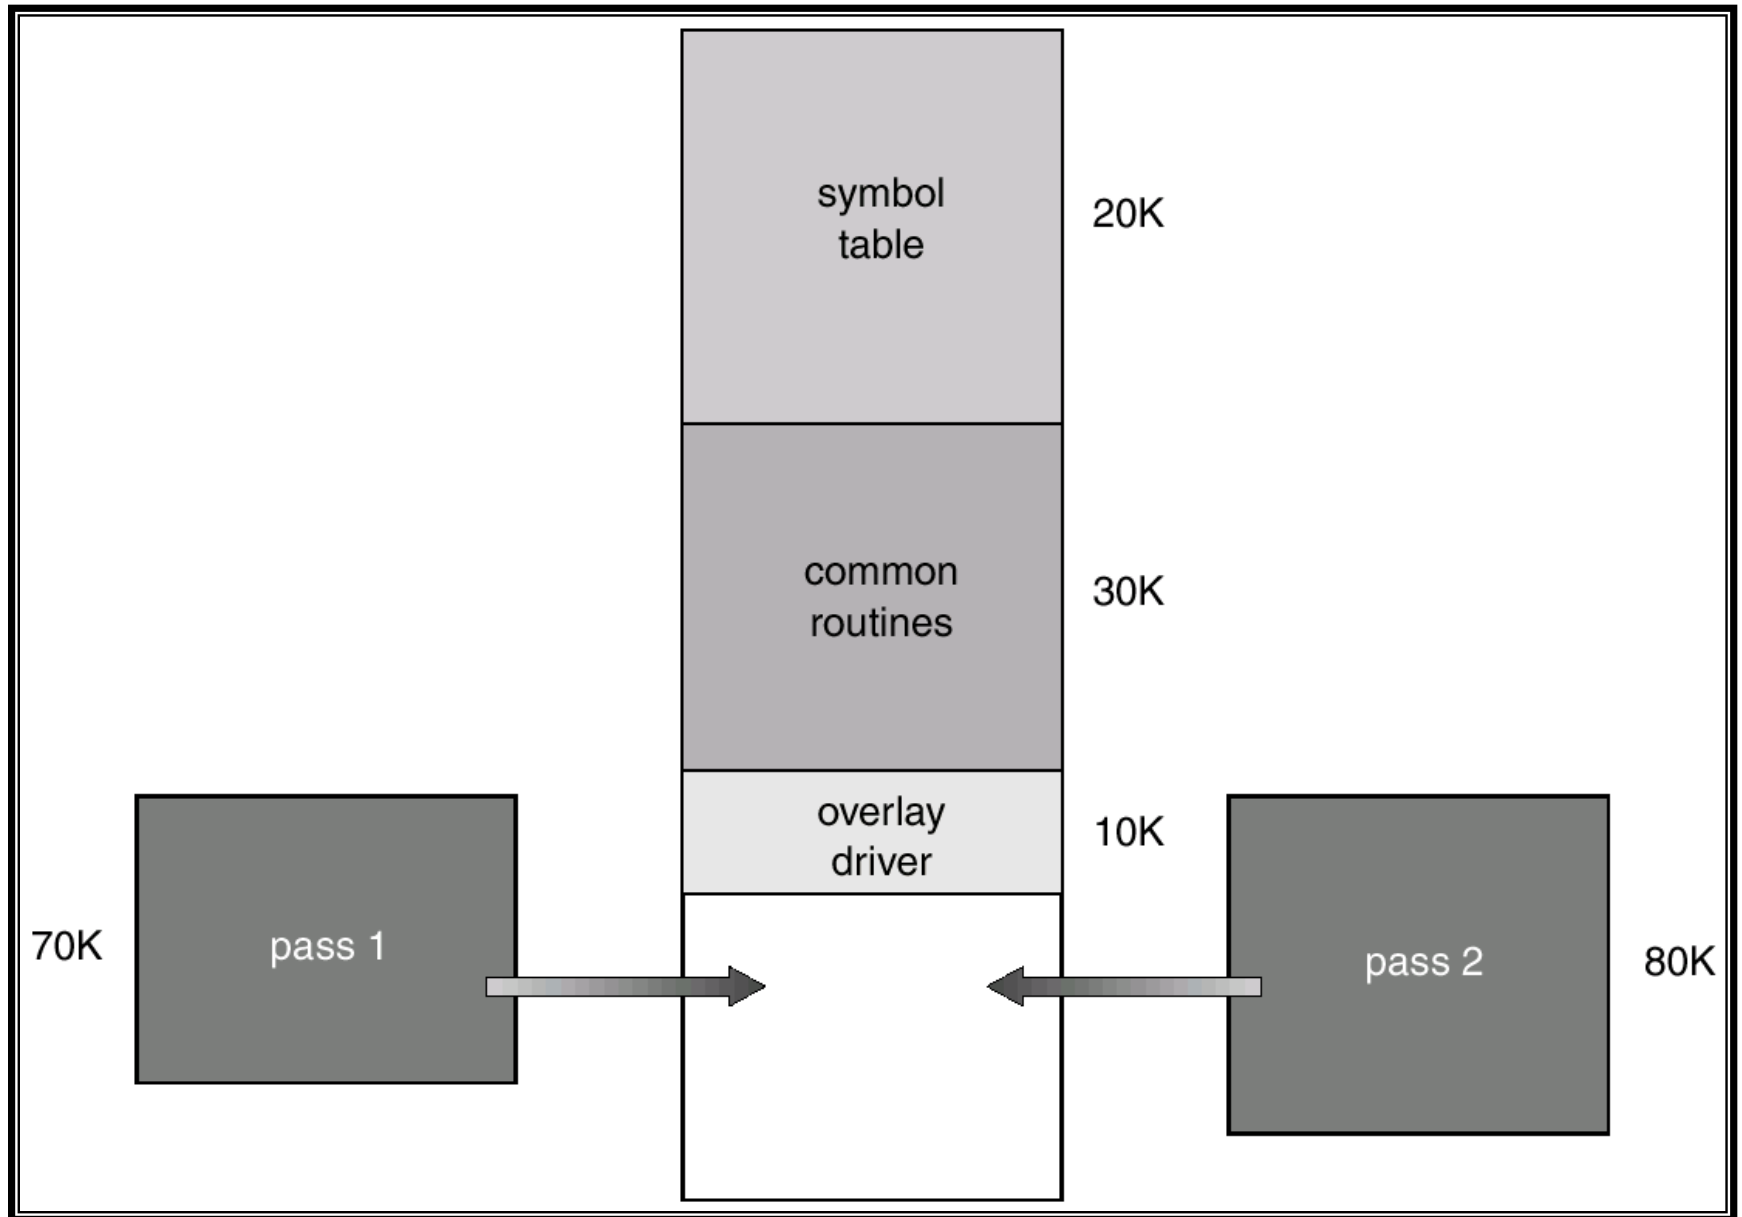 symbol
table
20K
common
routines
30K
overlay
driver
10K
70K
pass 1
pass 2
80K